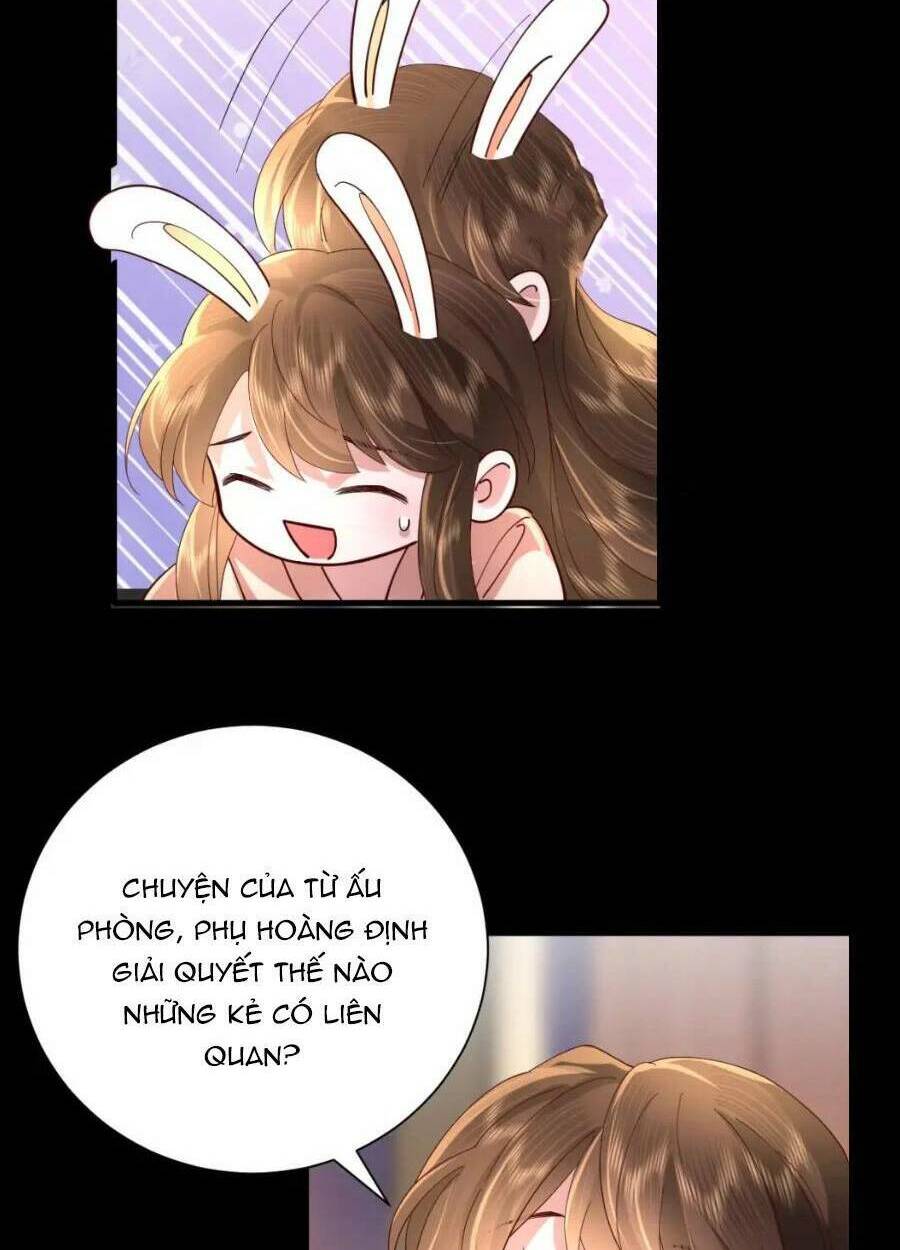 CHUYỆN CỦA TỪ ẤU
PHÒNG, PHỤ HOÀNG ĐỊNH
GIẢI QUYẾT THẾ NÀO
NHỮNG KẺ CÓ LIÊN
QUAN?